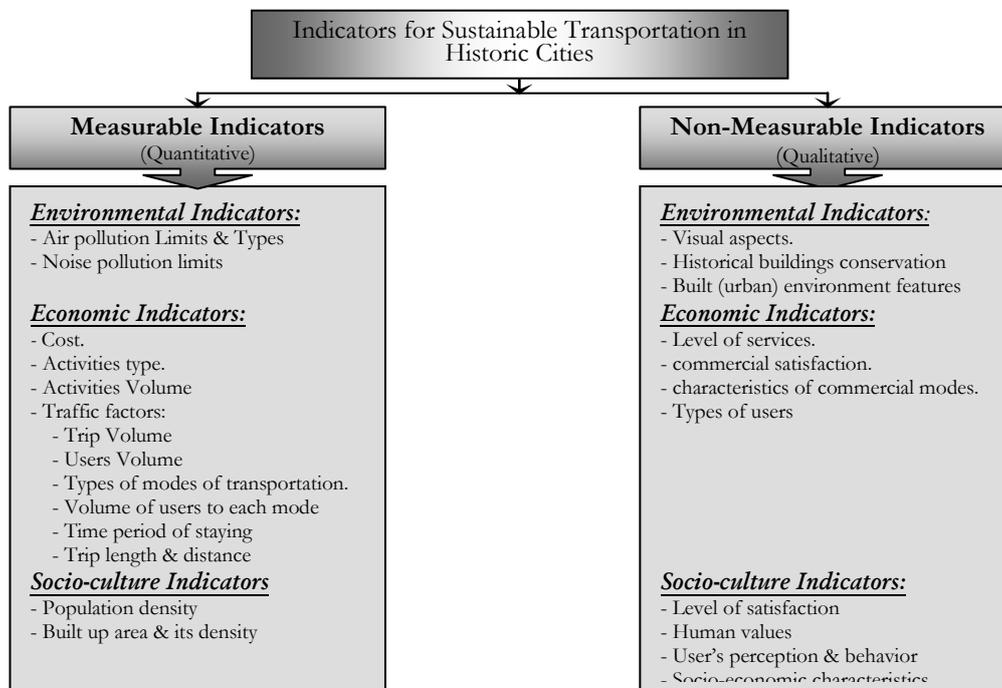 Indicators for Sustainable Transportation in
Historic Cities
Measurable Indicators
(Quantitative)
Environmental Indicators:
- Air pollution Limits & Types
- Noise pollution limits
Economic Indicators:
- Cost.
- Activities type.
- Activities Volume
- Traffic factors:
- Trip Volume
- Users Volume
- Types of modes of transportation.
- Volume of users to each mode
- Time period of staying
- Trip length & distance
Socio-culture Indicators
- Population density
- Built up area & its density
Non-Measurable Indicators
(Qualitative)
Environmental Indicators:
- Visual aspects.
- Historical buildings conservation
- Built (urban) environment features
Economic Indicators:
- Level of services.
- commercial satisfaction.
- characteristics of commercial modes.
- Types of users
Socio-culture Indicators:
- Level of satisfaction
- Human values
- User's perception & behavior
- Socio-economic characteristics